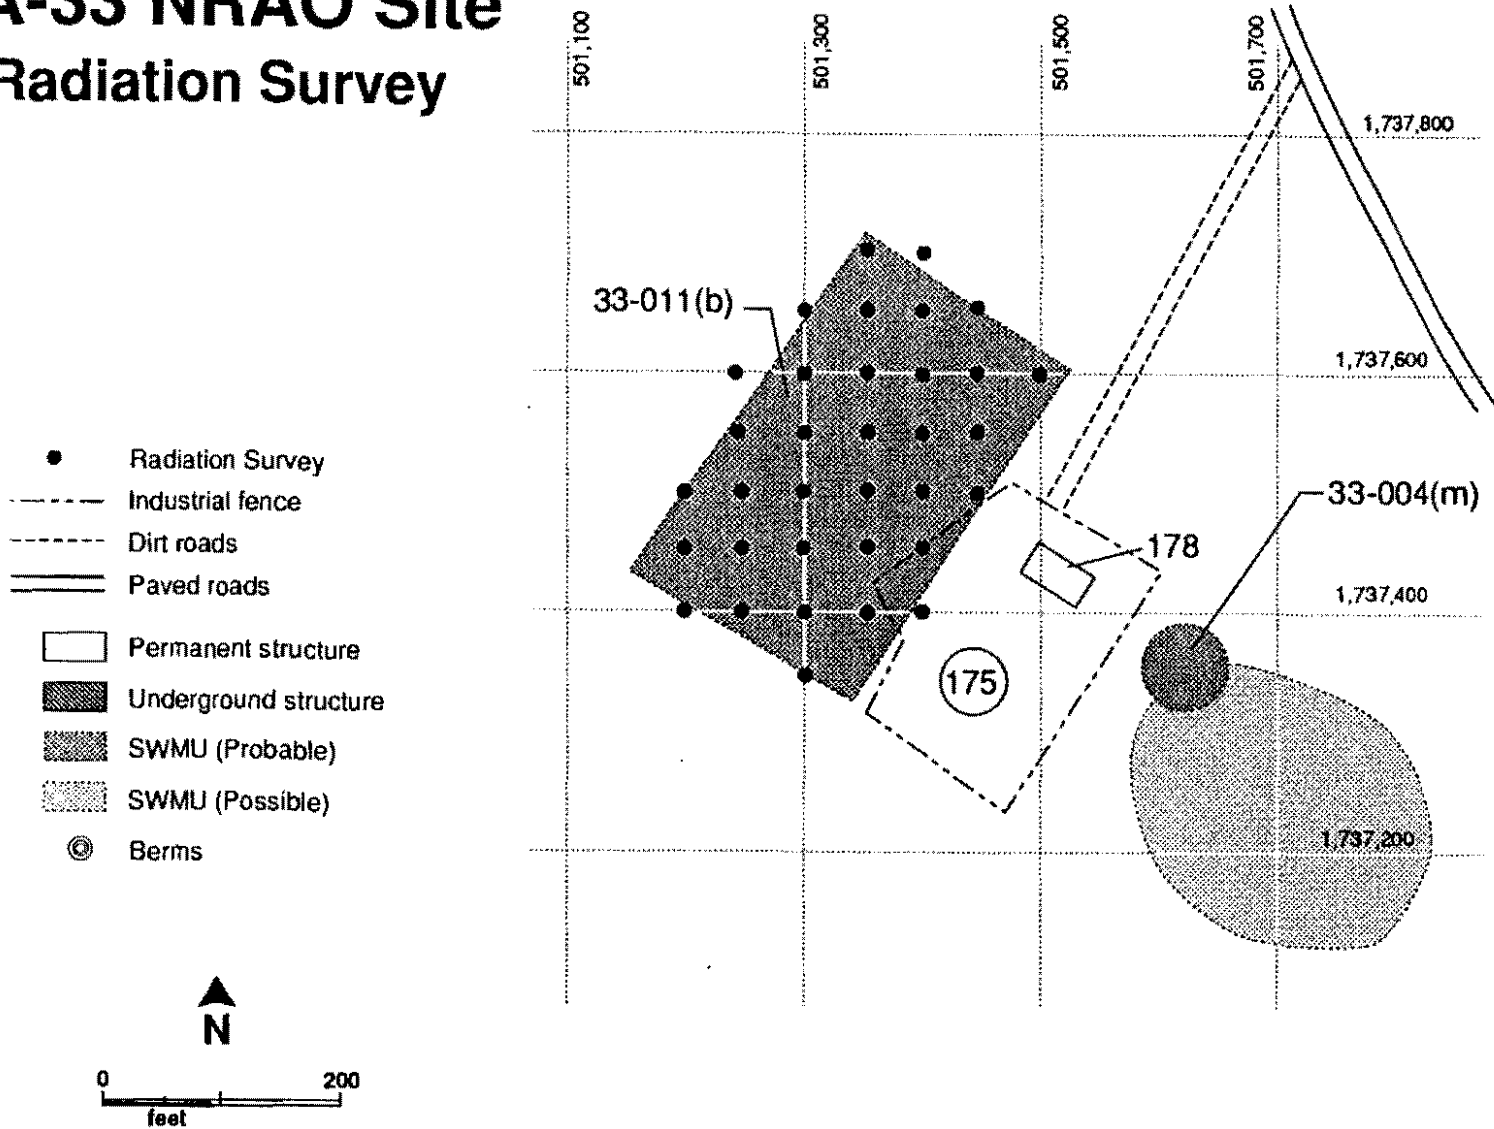 A-33 NRAO Site
Radiation Survey
501,100
501,300
501,500
501,700
1,737,800
33-011(b)
1,737,600
Radiation Survey
Industrial fence
33-004(m)
Dirt roads
178
Paved roads
1,737,400
Permanent structure
175
Underground structure
SWMU (Probable)
SWMU (Possible)
1,737,200
Berms
N
0 200
feet